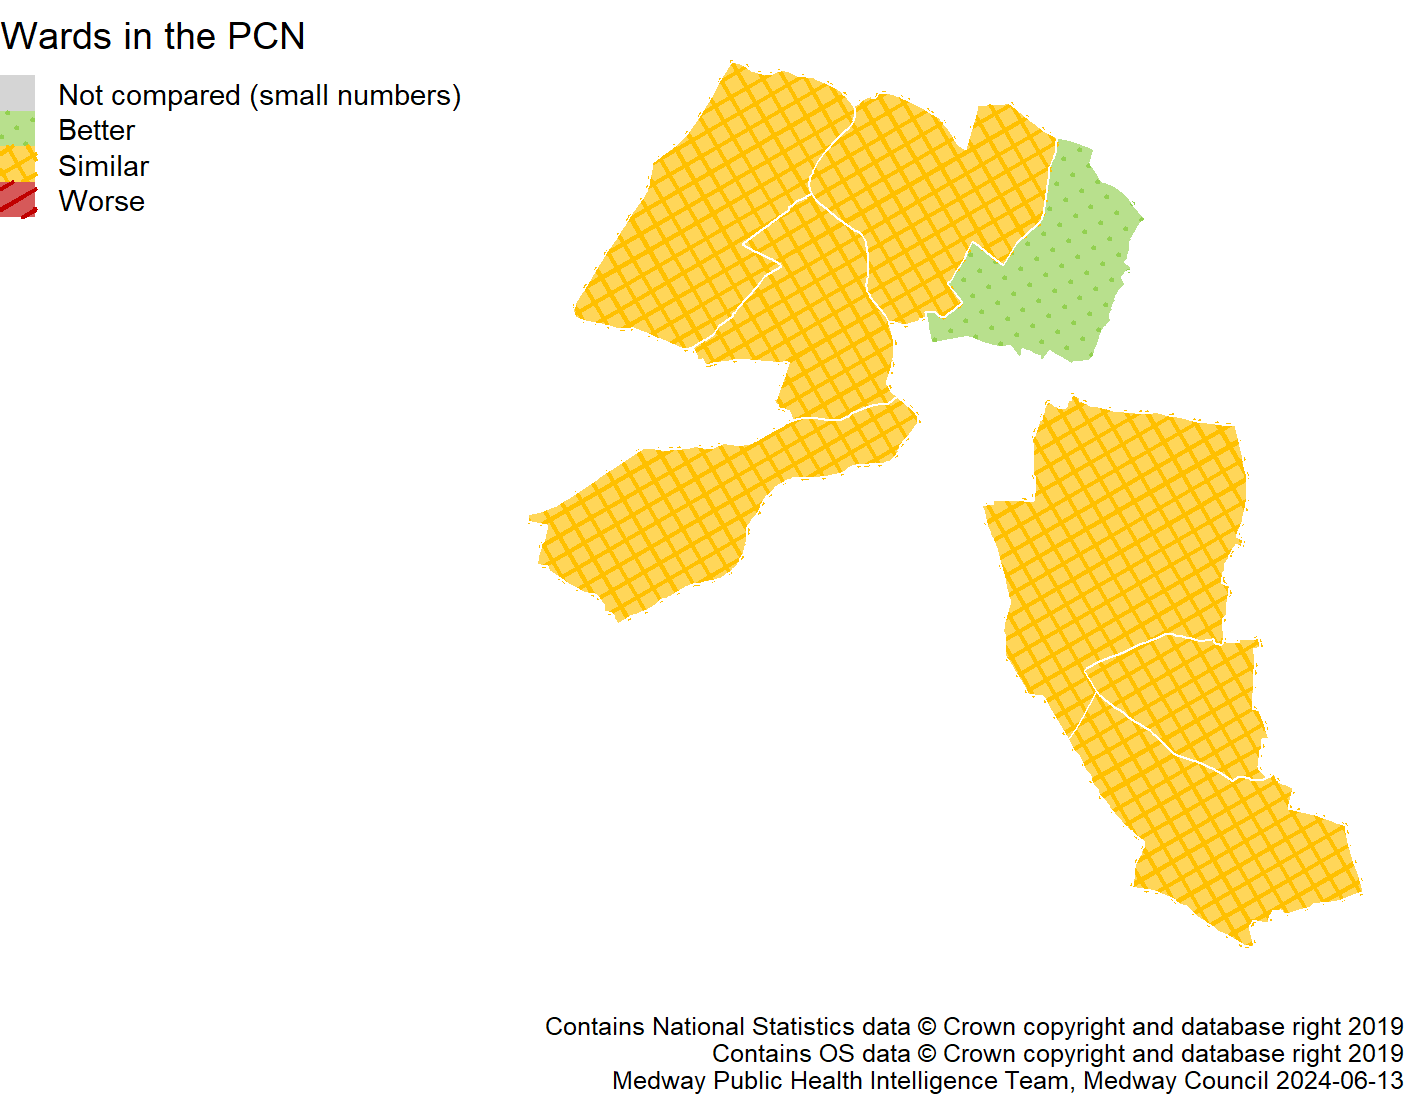 Wards in the PCN
Not compared (small numbers)
Better
Similar
Worse
Contains National Statistics data © Crown copyright and database right 2019
Contains OS data © Crown copyright and database right 2019
Medway Public Health Intelligence Team, Medway Council 2024-06-13